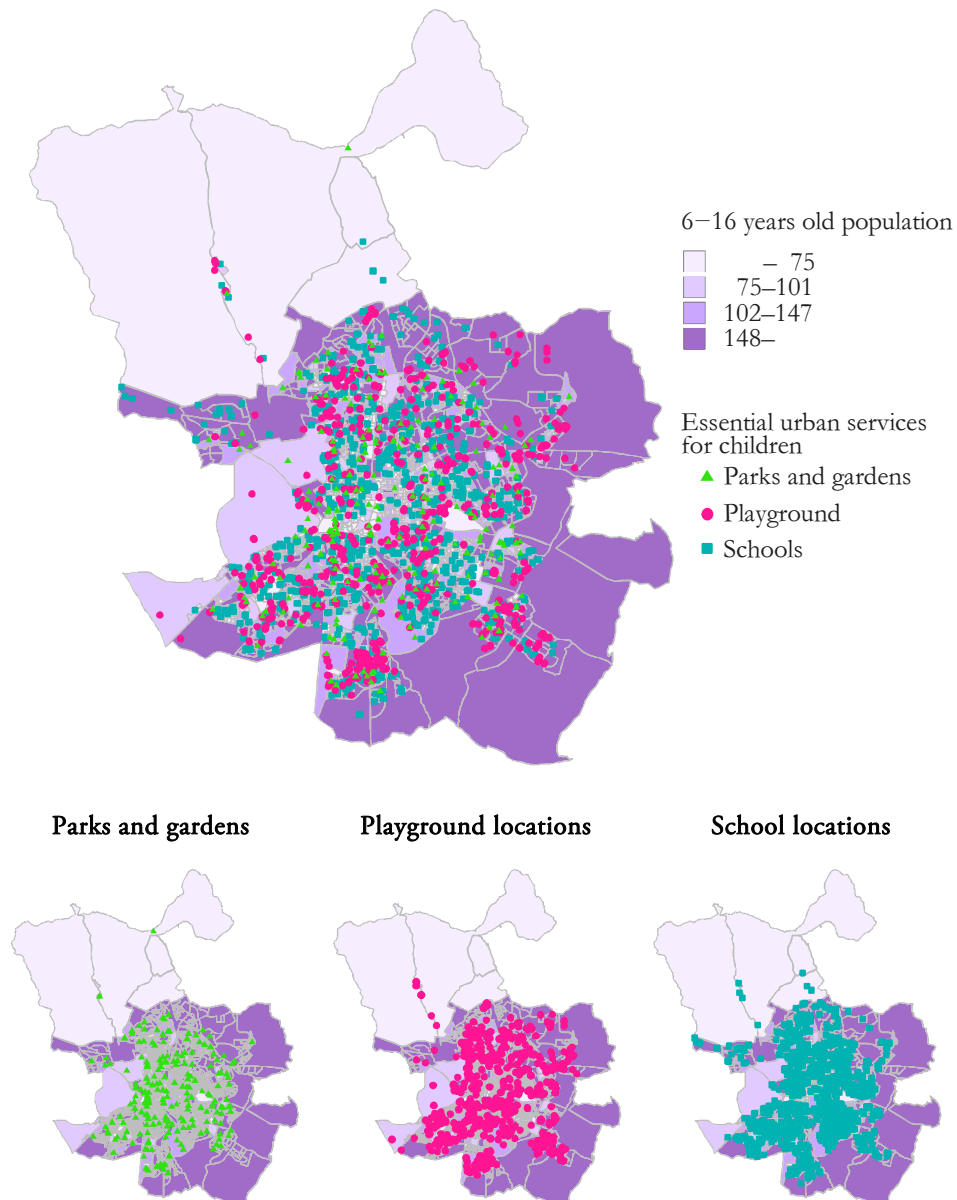 6−16 years old population
– 75
75–101
102–147
148–
Essential urban services
for children
Parks and gardens
Playground
Schools
Parks and gardens
Playground locations
School locations